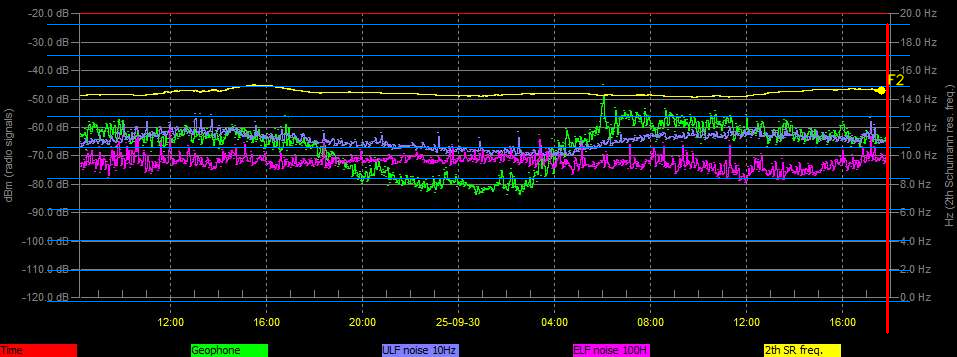 -20.0 dB 20.0 Hz
-30.0 dB 18.0 Hz
-40.0 dB 16.0 Hz
F2
-50.0 dB 14.0 Hz
-60.0 dB 12.0 Hz
-70.0 dB 10.0 Hz
-80.0 dB 8.0 Hz
-90.0 dB 6.0 Hz
-100.0 dB 4.0 Hz
-110.0 dB 2.0 Hz
-120.0 dB 0.0 Hz
dBm (radio signals)
Hz (2th Schumann res. freq.)
12:00 16:00 20:00 25-09-30 04:00 08:00 12:00 16:00
Time Geophone ULF noise 10Hz ELF noise 100H 2th SR freq.